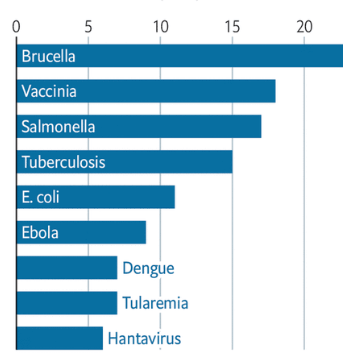 0 5 10 15 20
Brucella
Vaccinia
Salmonella
Tuberculosis
E. coli
Ebola
Dengue
Tularemia
Hantavirus